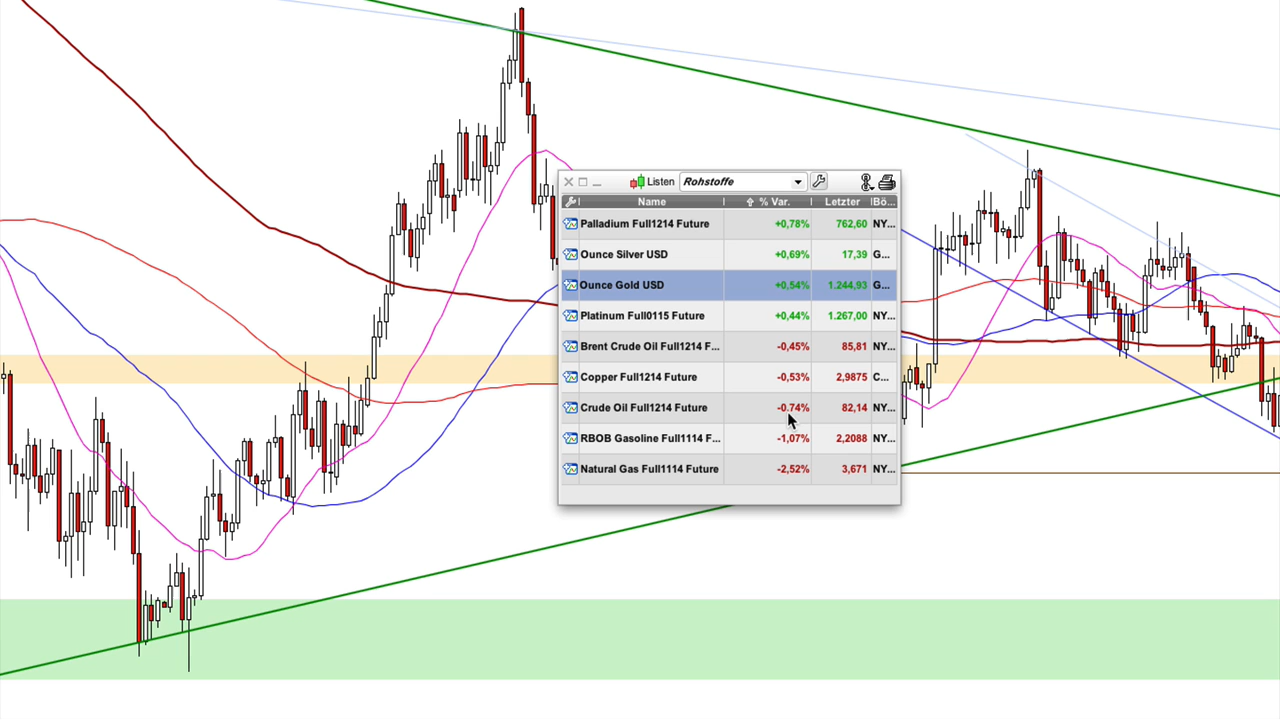 Listen Rohstoffe
Name % Var. Letzter Bö...
Palladium Full1214 Future +0,78% 762,60 NY...
Ounce Silver USD +0,69% 17,39 G...
Ounce Gold USD +0,54% 1.244,93 G...
Platinum Full0115 Future +0,44% 1.267,00 NY...
Brent Crude Oil Full1214 F... -0,45% 85,81 NY...
Copper Full1214 Future -0,53% 2,9875 C...
Crude Oil Full1214 Future -0.74% 82,14 NY...
RBOB Gasoline Full1114 F... -1,07% 2,2088 NY...
Natural Gas Full1114 Future -2,52% 3,671 NY...